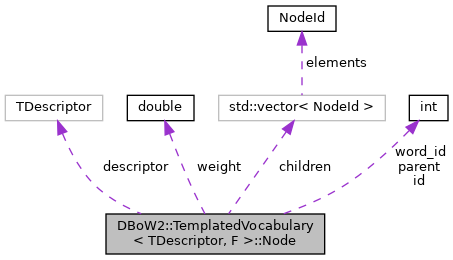 NodeId
elements
TDescriptor
double
std::vector< NodeId >
int
descriptor
weight
children
word_id
parent
id
DBoW2::TemplatedVocabulary
< TDescriptor, F >::Node